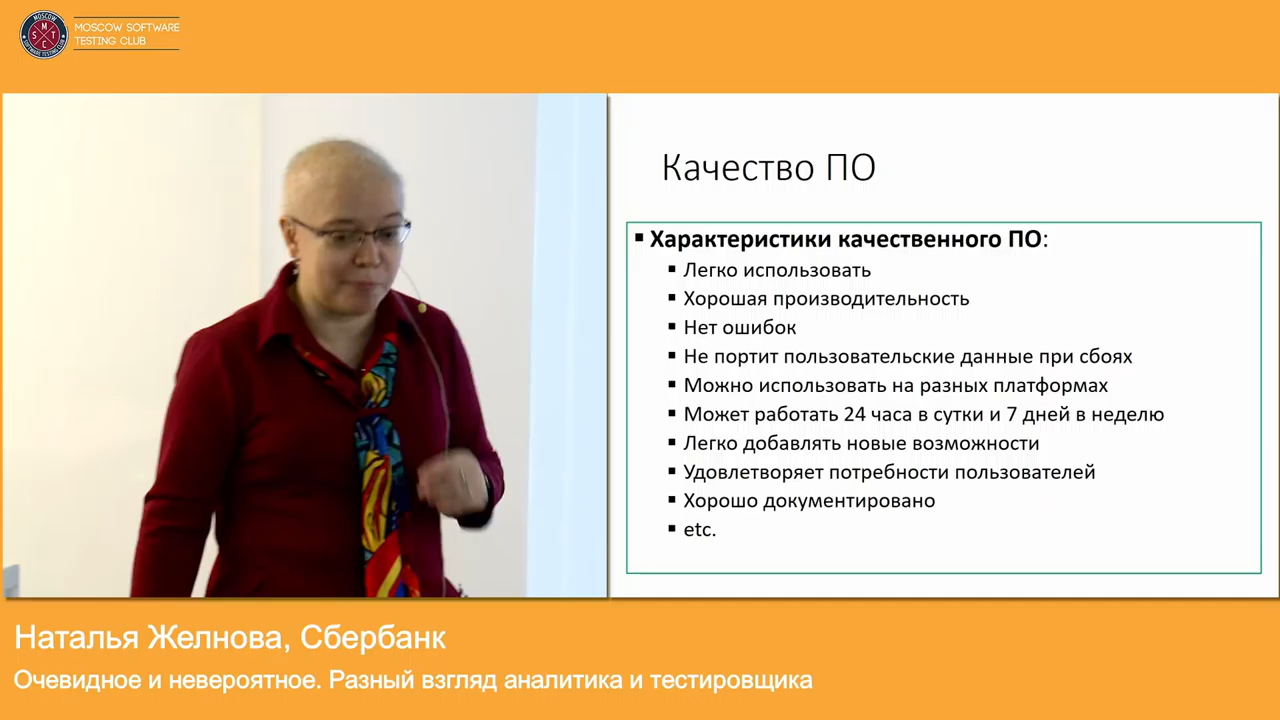 MOSCOW SOFTWARE
TESTING CLUB
Качество ПО
▪ Характеристики качественного ПО:
▪ Легко использовать
▪ Хорошая производительность
▪ Нет ошибок
▪ Не портит пользовательские данные при сбоях
▪ Можно использовать на разных платформах
▪ Может работать 24 часа в сутки и 7 дней в неделю
▪ Легко добавлять новые возможности
▪ Удовлетворяет потребности пользователей
▪ Хорошо документировано
▪ etc.
Наталья Желнова, Сбербанк
Очевидное и невероятное. Разный взгляд аналитика и тестировщика